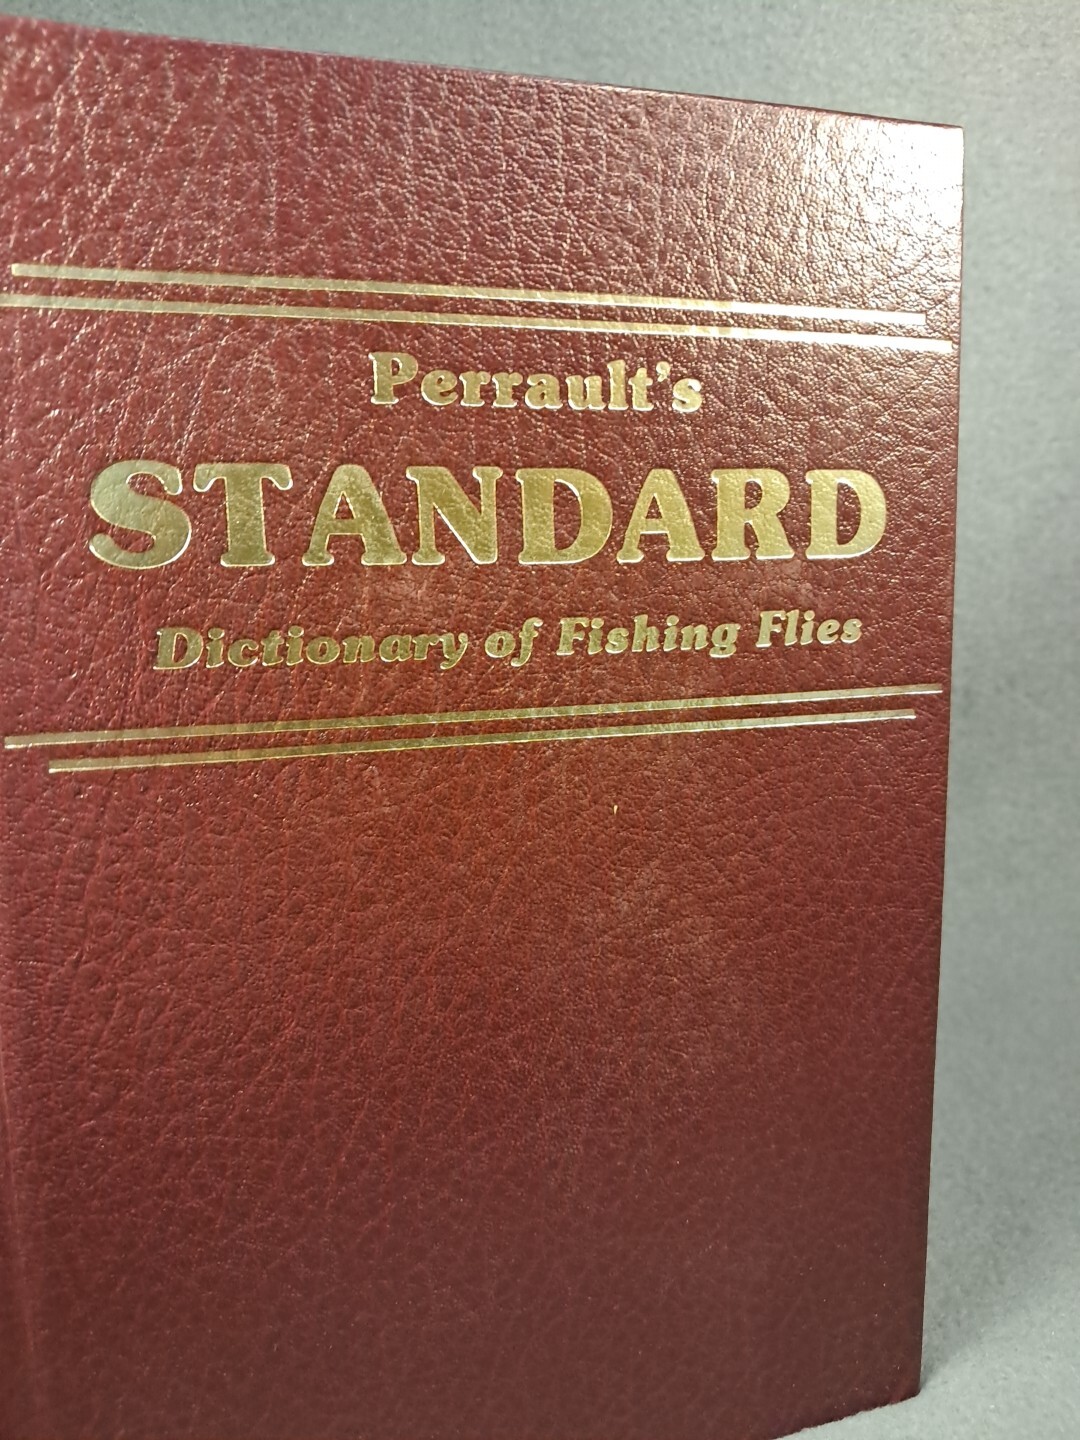 Perrault's
STANDARD
Dictionary of Fishing Flies